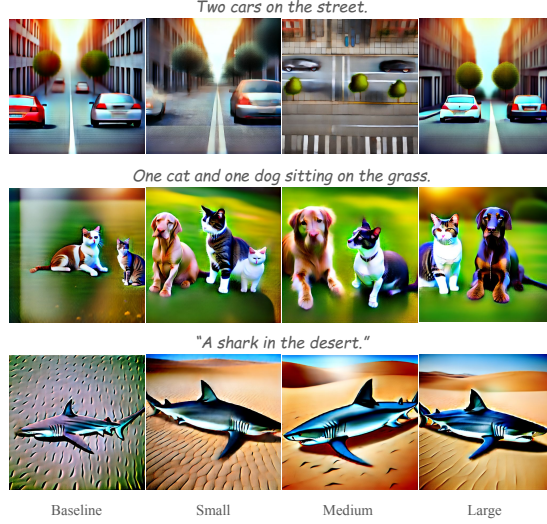 Two cars on the street.
One cat and one dog sitting on the grass.
“A shark in the desert.”
Baseline Small Medium Large